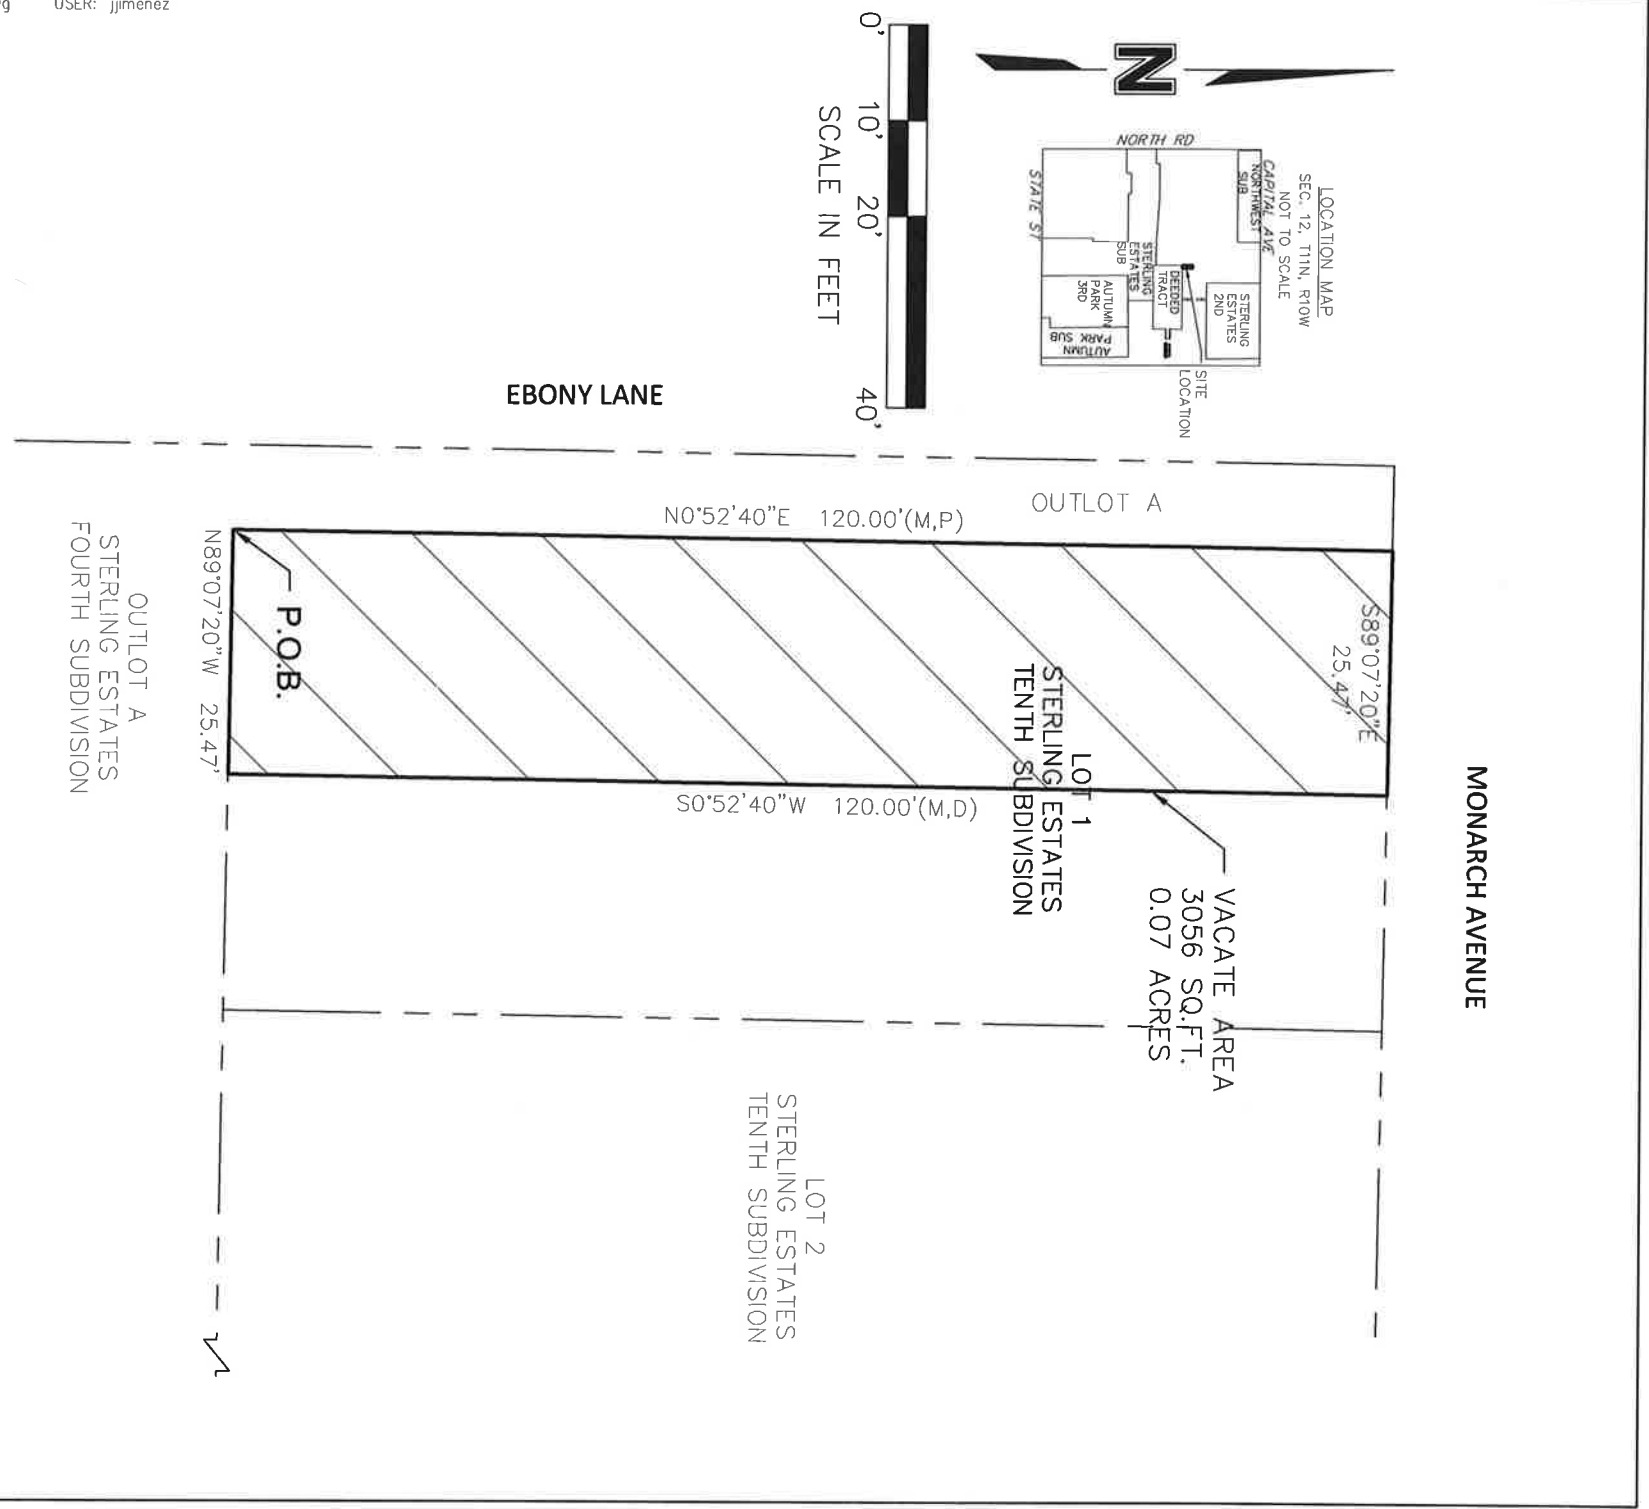 USER: jjimenez
N
LOCATION MAP
SEC. 12, T11N, R10W
NOT TO SCALE
CAPITAL AVE
NORTHWEST
SUB
NORTH RD
STATE ST
STERLING
ESTATES
2ND
DEEDED
TRACT
STERLING
ESTATES
SUB
AUTUMN
PARK
3RD
AUTUMN
PARK SUB
SITE
LOCATION
0' 10' 20' 40'
SCALE IN FEET
EBONY LANE
MONARCH AVENUE
OUTLOT A
N0°52'40"E 120.00'(M,P)
S89°07'20"E
25.47'
LOT 1
STERLING ESTATES
TENTH SUBDIVISION
P.O.B.
S0°52'40"W 120.00'(M,D)
N89°07'20"W 25.47'
VACATE AREA
3056 SQ.FT.
0.07 ACRES
OUTLOT A
STERLING ESTATES
FOURTH SUBDIVISION
LOT 2
STERLING ESTATES
TENTH SUBDIVISION